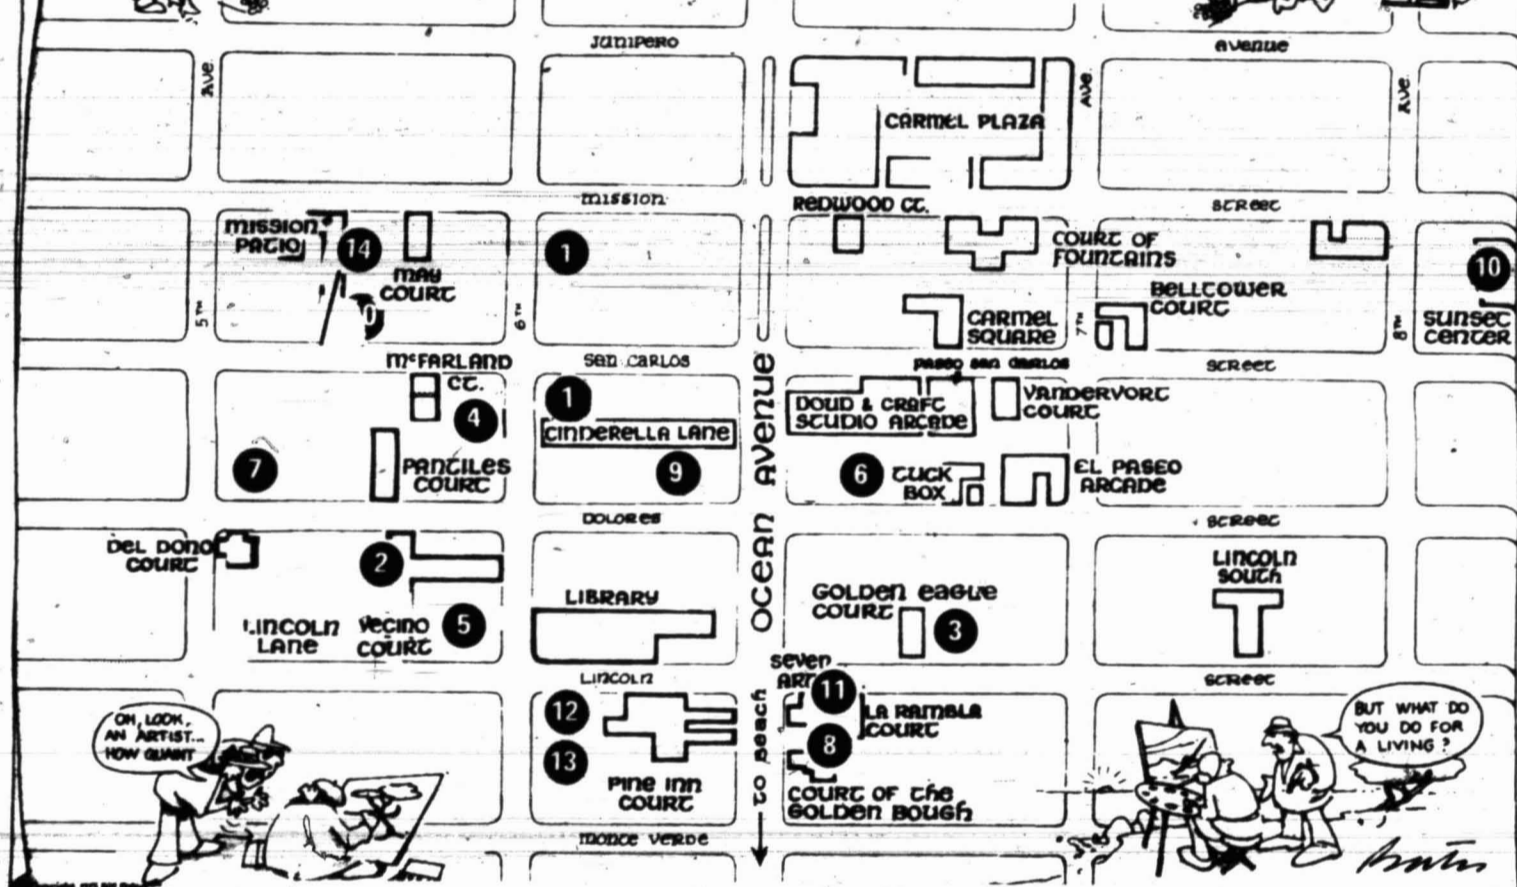 JUNIPERO
AVENUE
AVE.
AVE.
AVE.
CARMEL PLAZA
MISSION
STREET
REDWOOD CT.
MISSION
PATIO
14
MAY
COURT
1
COURT OF
FOUNTAINS
10
SUNSET
CENTER
BELLTOWER
COURT
CARMEL
SQUARE
5TH
6TH
7TH
8TH
SAN CARLOS
STREET
MCFARLAND
CT.
4
1
CINDERELLA LANE
PASEO SAN CARLOS
DOUD & CRAFT
STUDIO ARCADE
VANDERVORT
COURT
7
PANTILES
COURT
9
6
TUCK
BOX
EL PASEO
ARCADE
OCEAN AVENUE
DOLORES
STREET
DEL DONO
COURT
2
LINCOLN
LANE
VECINO
COURT
5
LIBRARY
GOLDEN EAGLE
COURT
3
LINCOLN
SOUTH
LINCOLN
STREET
SEVEN
ART
11
LA RAMBLA
COURT
12
13
PINE INN
COURT
8
COURT OF THE
GOLDEN BOUGH
TO BEACH
MONTE VERDE
OH, LOOK,
AN ARTIST...
HOW QUAINT
BUT WHAT DO
YOU DO FOR
A LIVING?